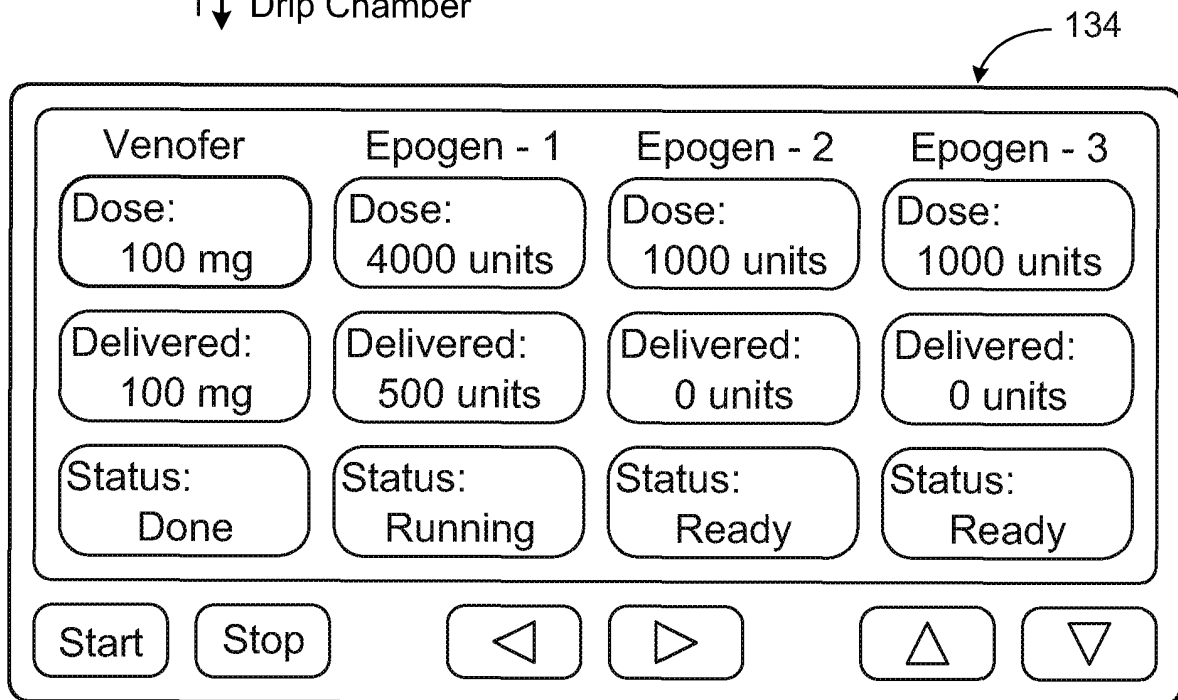 Drip Chamber
134
Venofer Epogen - 1 Epogen - 2 Epogen - 3
Dose: Dose: Dose: Dose:
100 mg 4000 units 1000 units 1000 units
Delivered: Delivered: Delivered: Delivered:
100 mg 500 units 0 units 0 units
Status: Status: Status: Status:
Done Running Ready Ready
Start Stop